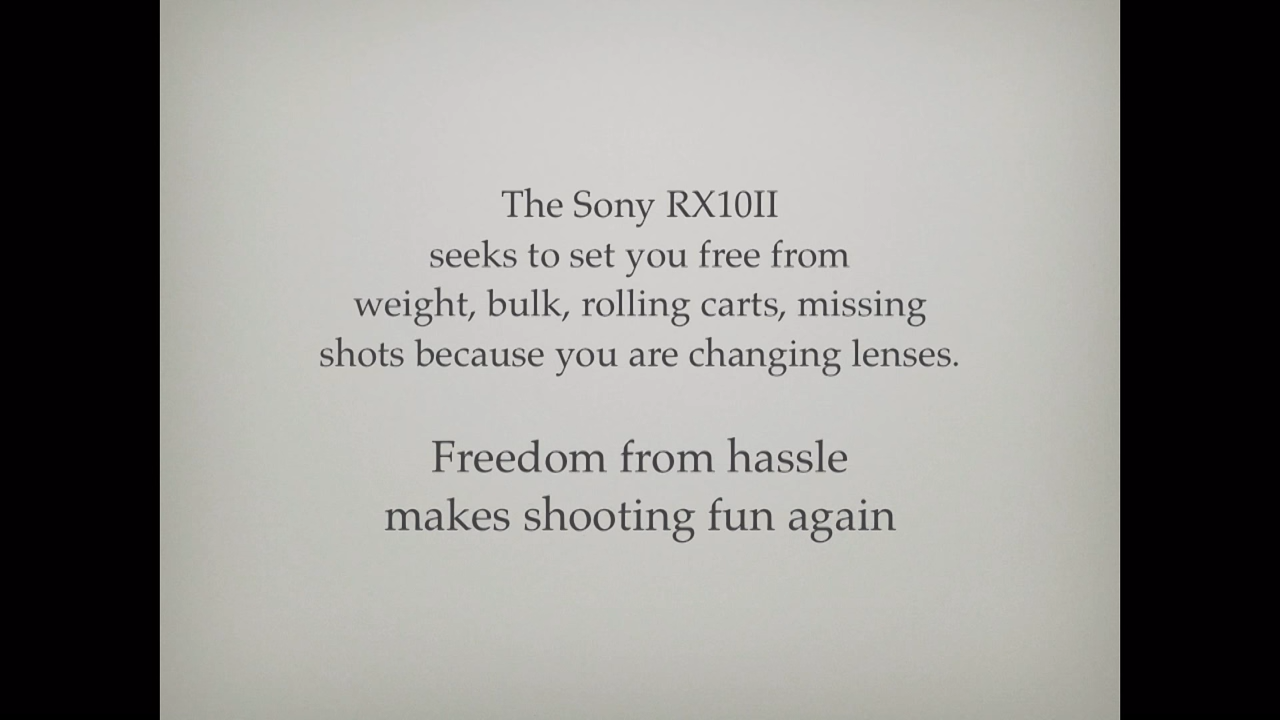 The Sony RX10II
seeks to set you free from
weight, bulk, rolling carts, missing
shots because you are changing lenses.
Freedom from hassle
makes shooting fun again